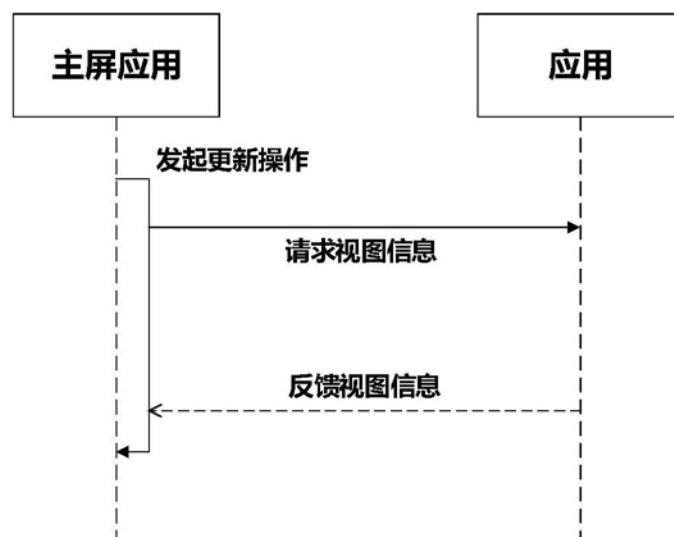 主屏应用
应用
发起更新操作
请求视图信息
反馈视图信息